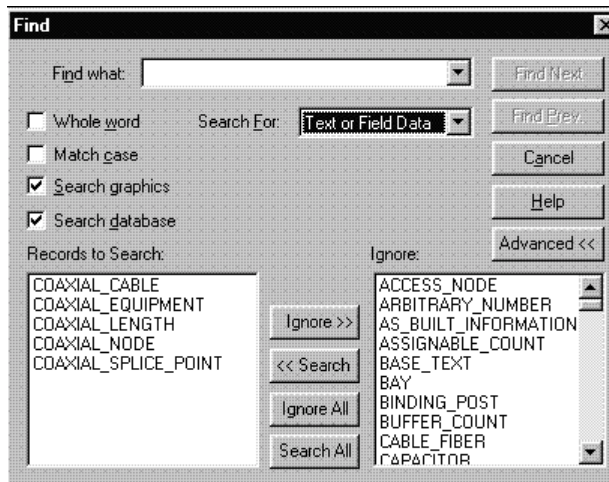 Find
Find what:
Find Next
Whole word
Search For:
Text or Field Data
Find Prev.
Match case
Cancel
Search graphics
Help
Search database
Advanced <<
Records to Search:
Ignore:
COAXIAL_CABLE
COAXIAL_EQUIPMENT
COAXIAL_LENGTH
COAXIAL_NODE
COAXIAL_SPLICE_POINT
Ignore >>
<< Search
Ignore All
Search All
ACCESS_NODE
ARBITRARY_NUMBER
AS_BUILT_INFORMATION
ASSIGNABLE_COUNT
BASE_TEXT
BAY
BINDING_POST
BUFFER_COUNT
CABLE_FIBER
CAPACITOR